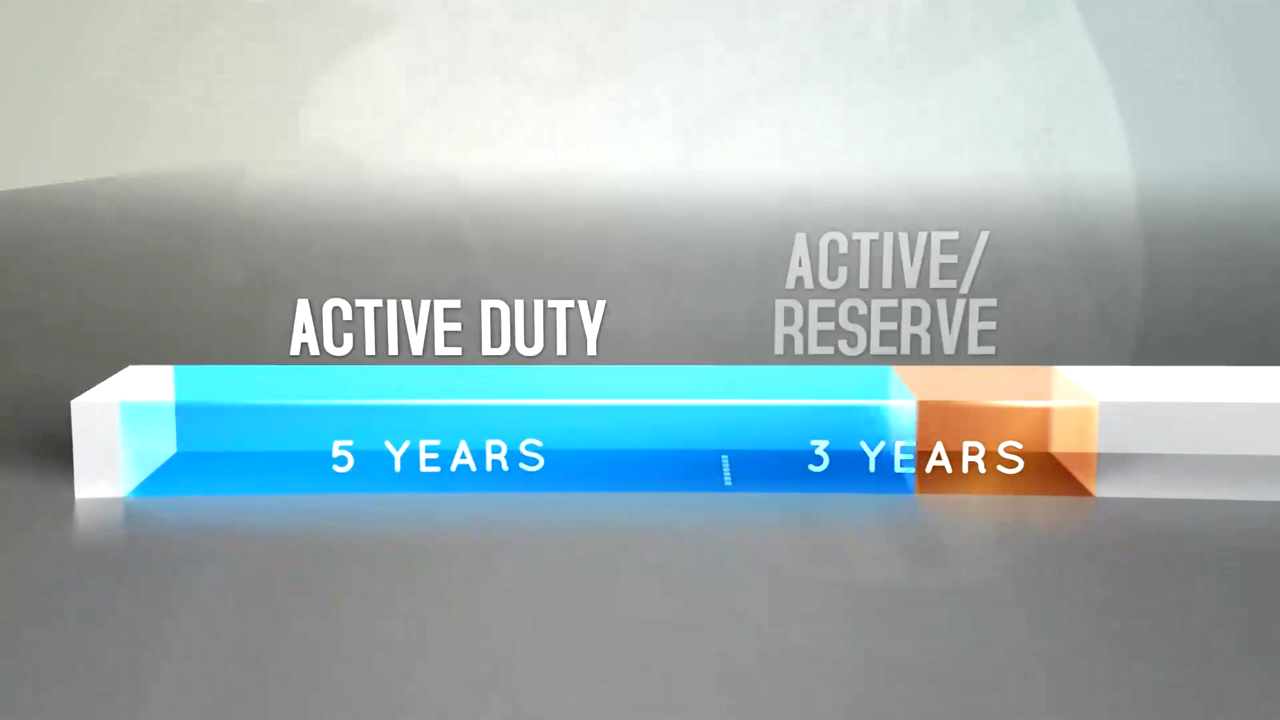 ACTIVE DUTY
ACTIVE/
RESERVE
5 YEARS
3 YEARS